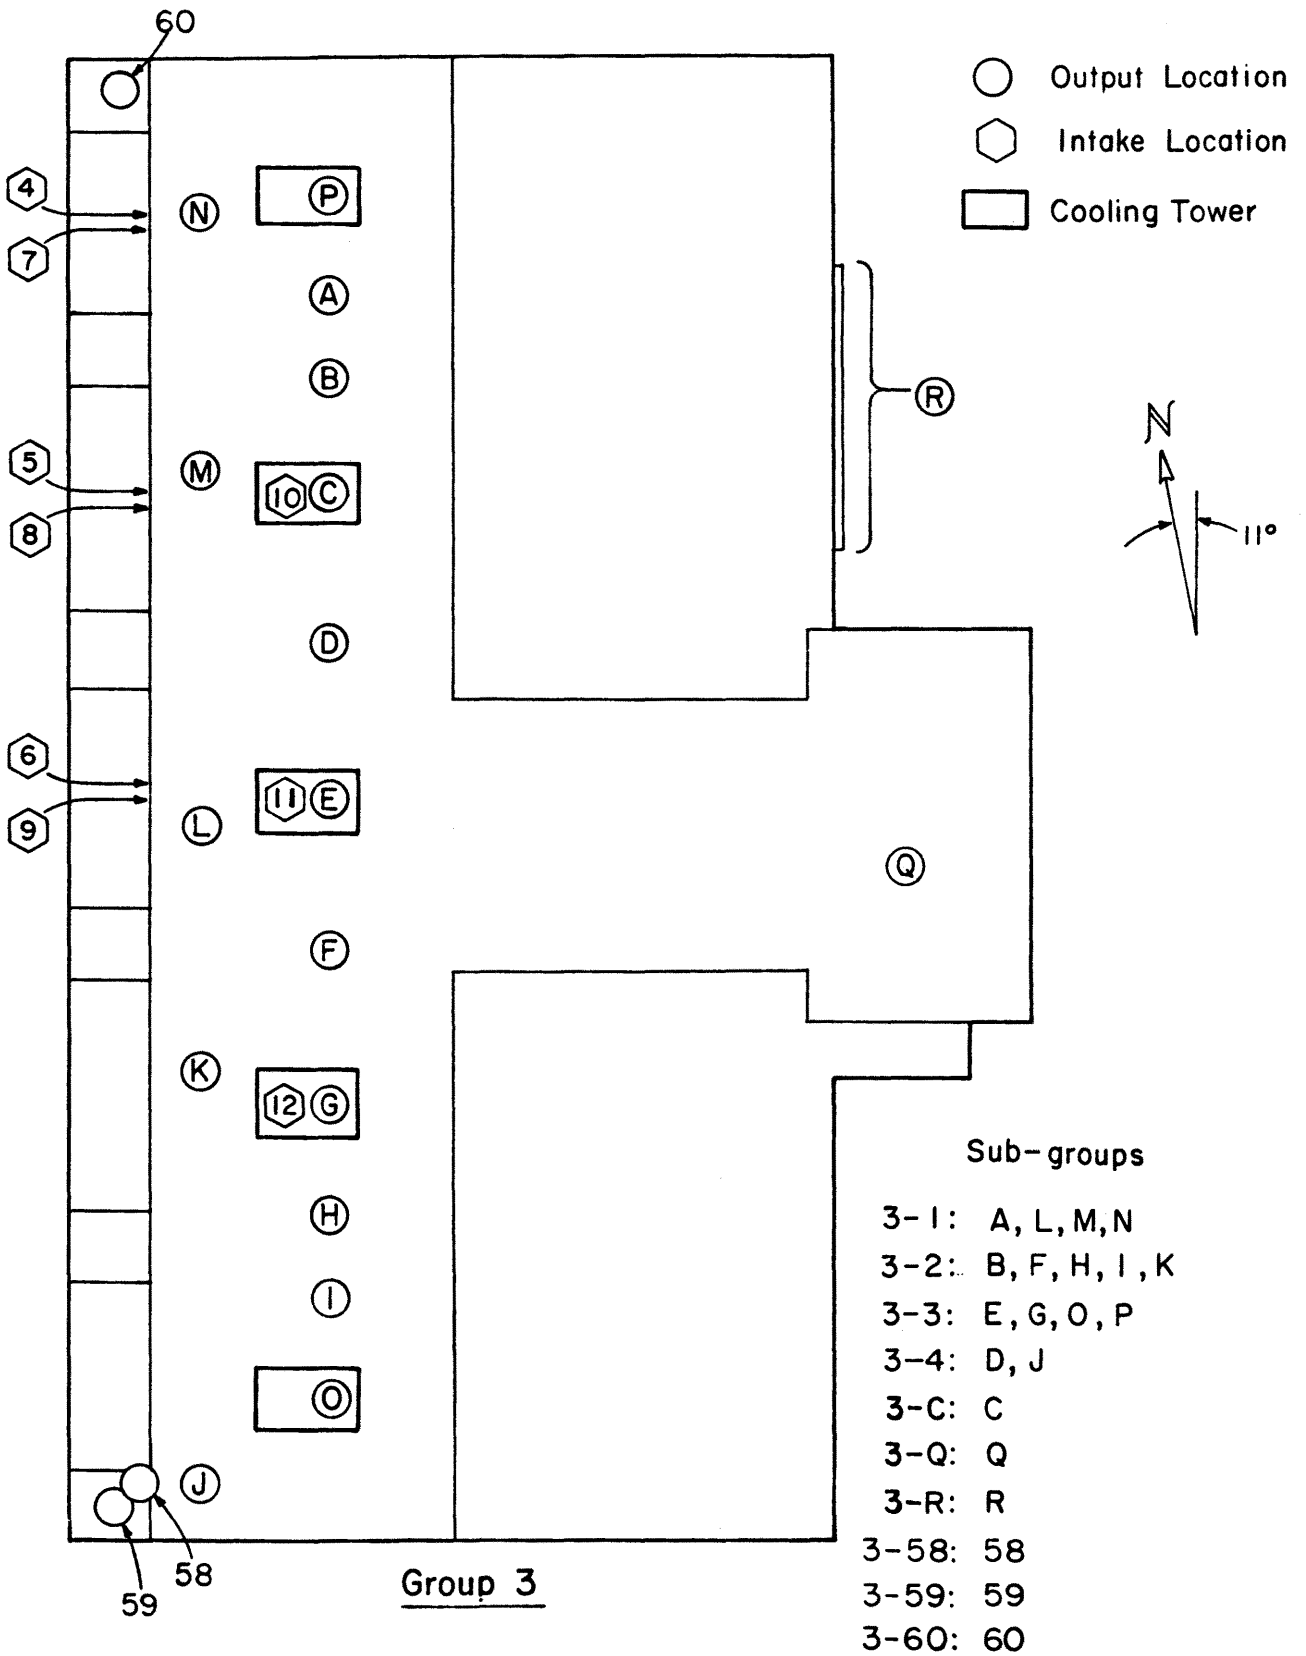 60
Output Location
Intake Location
Cooling Tower
4
N
P
7
A
B
R
N
5
M
10 C
8
11°
D
6
11 E
9
L
Q
F
K
12 G
Sub-groups
H
3-1: A, L, M, N
3-2: B, F, H, I, K
I
3-3: E, G, O, P
3-4: D, J
O
3-C: C
3-Q: Q
J
3-R: R
3-58: 58
58
Group 3
59
3-59: 59
3-60: 60